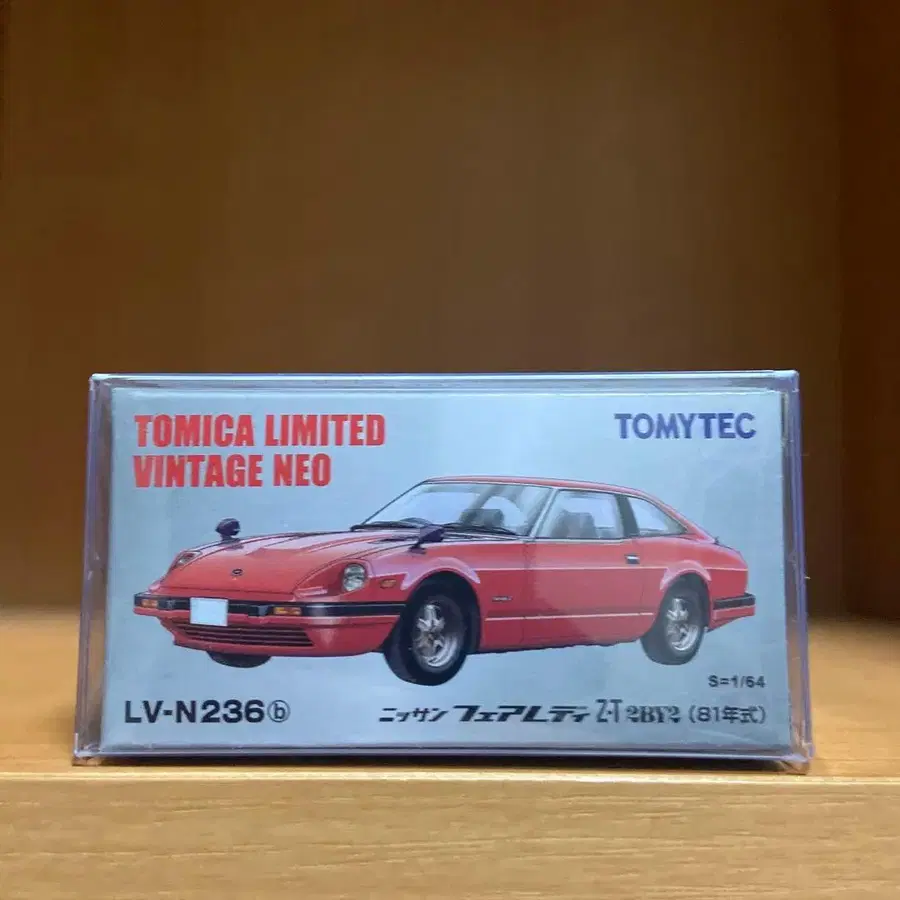 TOMICA LIMITED
VINTAGE NEO
TOMYTEC
S=1/64
LV-N236ⓑ
ニッサン フェアレディ Z･T 2BY2 (81年式)